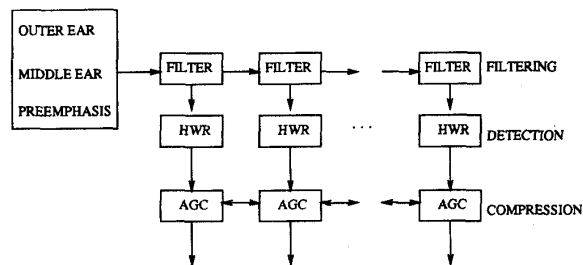 OUTER EAR
MIDDLE EAR
PREEMPHASIS
FILTER FILTER FILTER FILTERING
HWR HWR ... HWR DETECTION
AGC AGC AGC COMPRESSION